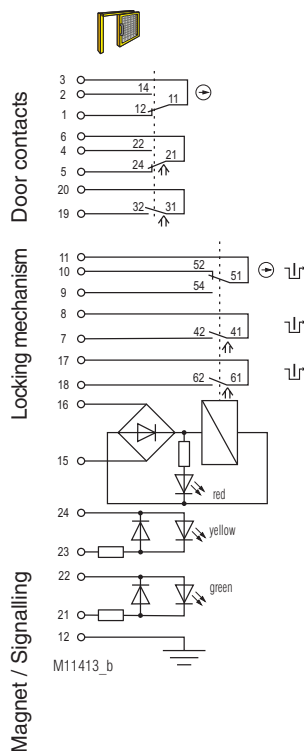 Door contacts
3
2 14
11
1 12
6
4 22
21
5 24
20
19 32 31
Locking mechanism
11
10 52
51
9 54
8
7 42 41
17
18 62 61
Magnet / Signalling
16
15
red
24
yellow
23
22
green
21
12
M11413_b